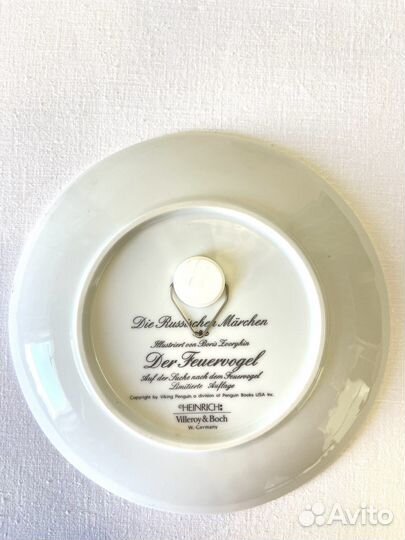 Die Russischen Märchen
Illustriert von Boris Zvorykin
Der Feuervogel
Auf der Suche nach dem Feuervogel
Limitierte Auflage
Copyright by Viking Penguin a division of Penguin Books USA Inc.
©HEINRICH
Villeroy & Boch
W. Germany
Avito